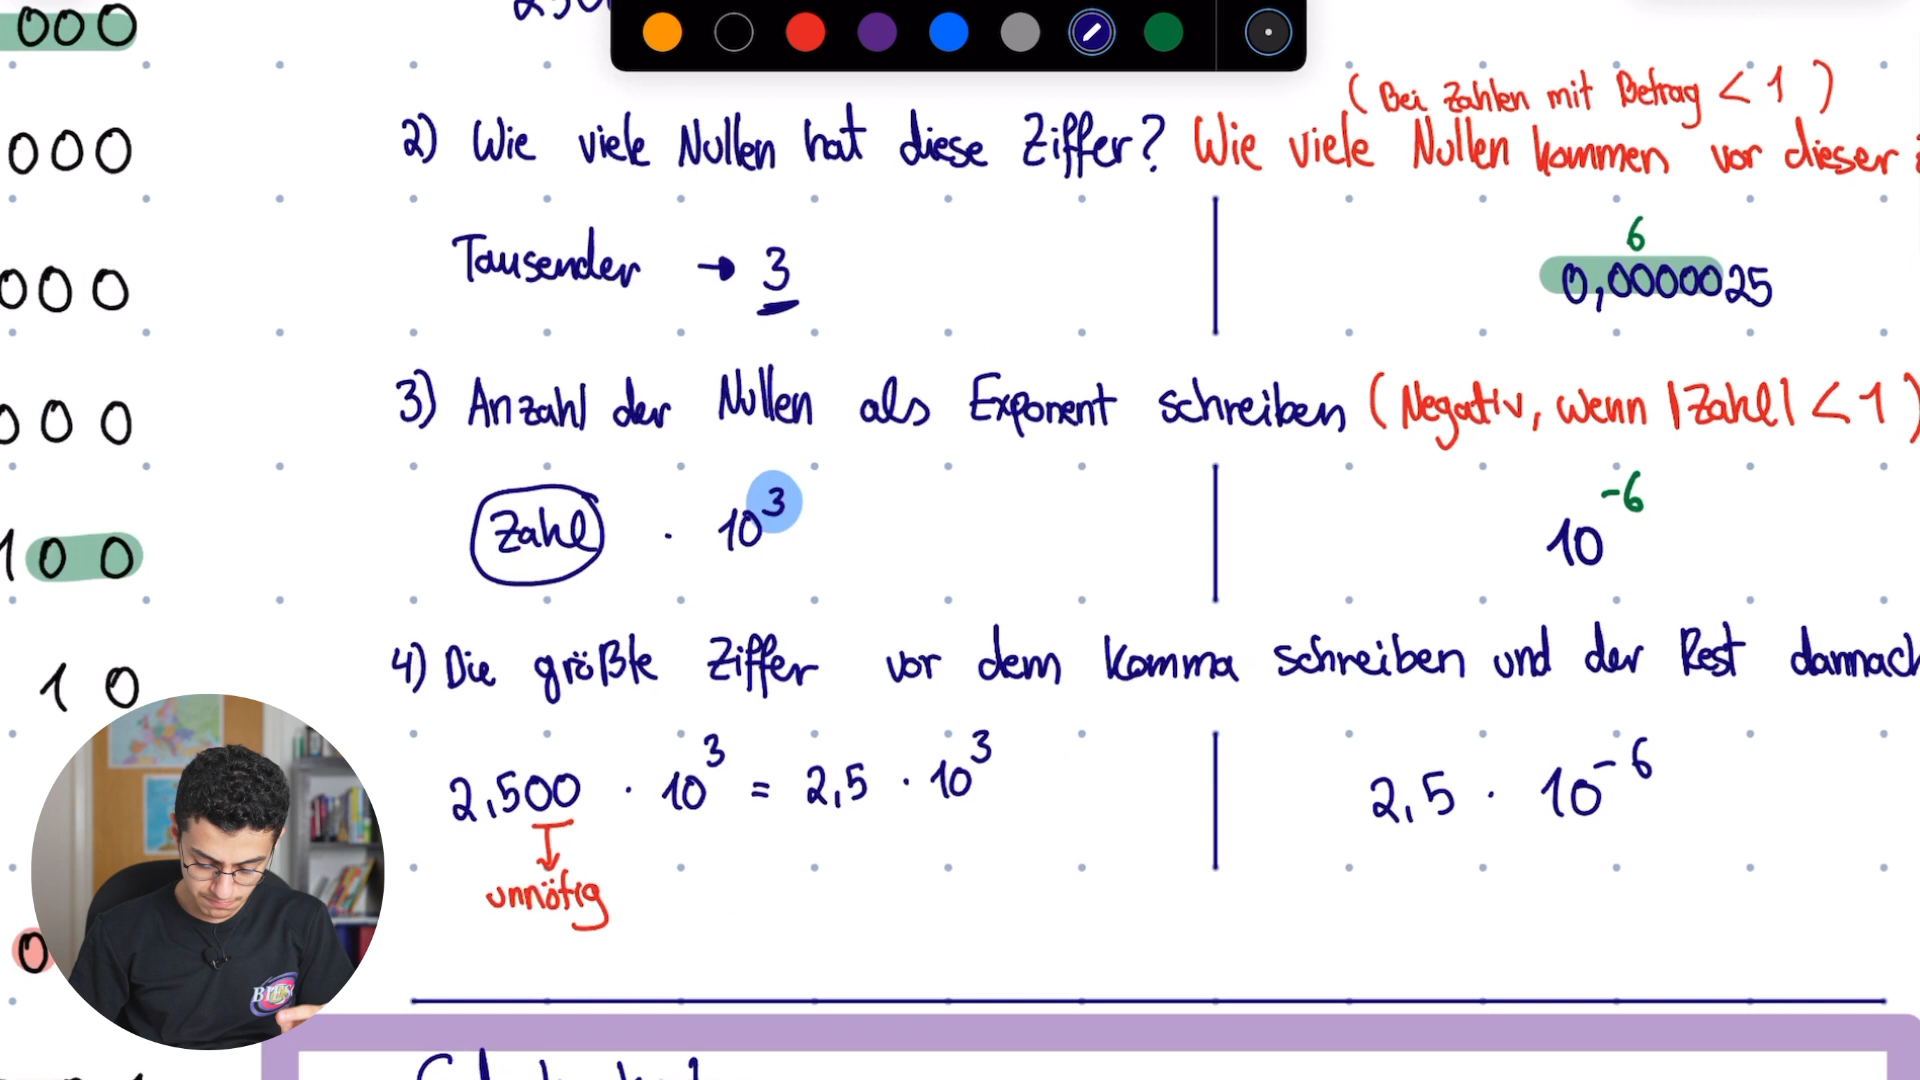 000
000
000
000
100
10
0
( Bei Zahlen mit Betrag < 1 )
2) Wie viele Nullen hat diese Ziffer? Wie viele Nullen kommen vor dieser
Tausender → 3
6
0,0000025
3) Anzahl der Nullen als Exponent schreiben ( Negativ, wenn |Zahl| < 1 )
Zahl · 10³
10⁻⁶
4) Die größte Ziffer vor dem Komma schreiben und der Rest dannach
2,500 · 10³ = 2,5 · 10³
2,5 · 10⁻⁶
unnötig